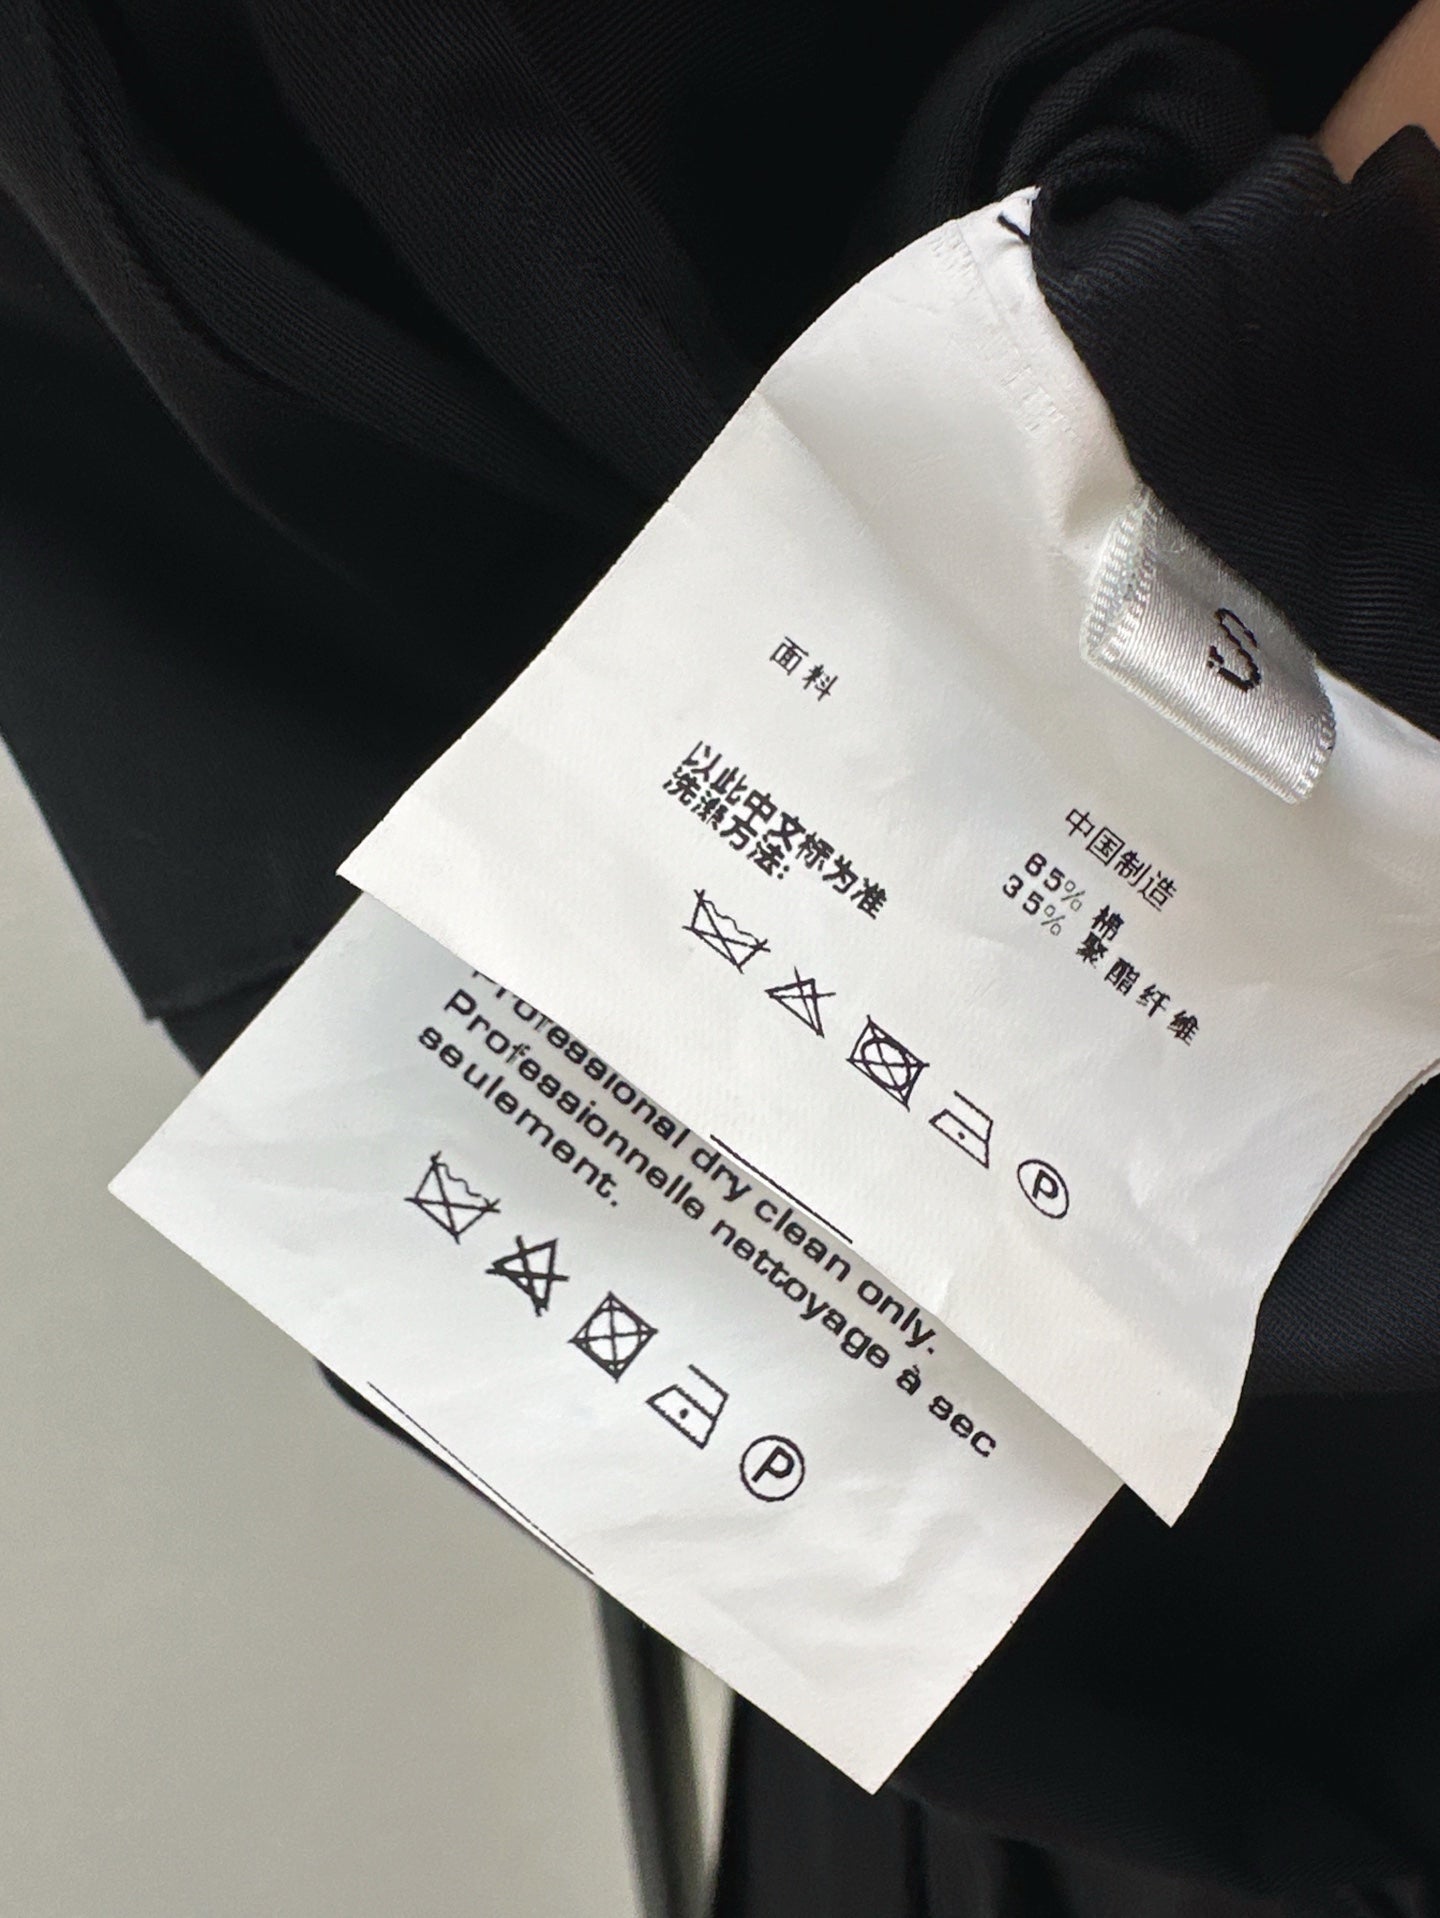 S
中国制造
面料
65% 棉
35% 聚酯纤维
以此中文标为准
洗涤方法:
P
Professional dry clean only.
Professionnelle nettoyage à sec
seulement.
P